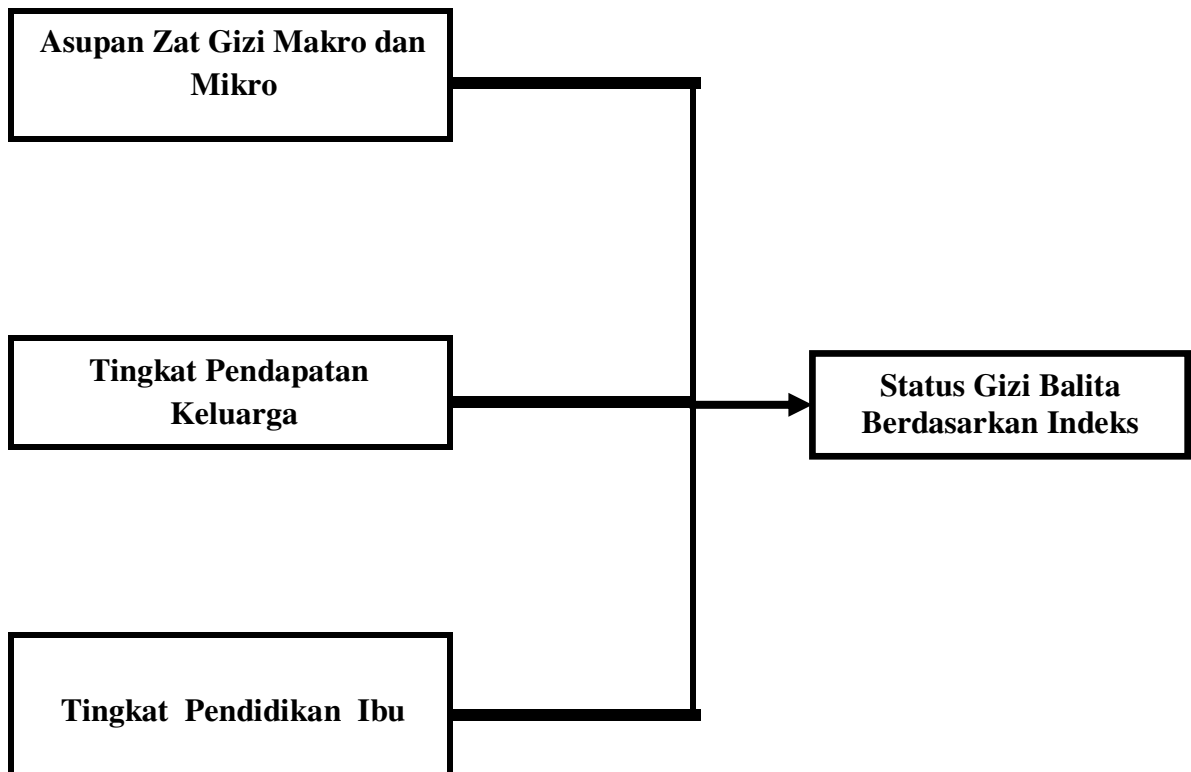 Asupan Zat Gizi Makro dan
Mikro
Tingkat Pendapatan
Keluarga
Status Gizi Balita
Berdasarkan Indeks
Tingkat Pendidikan Ibu